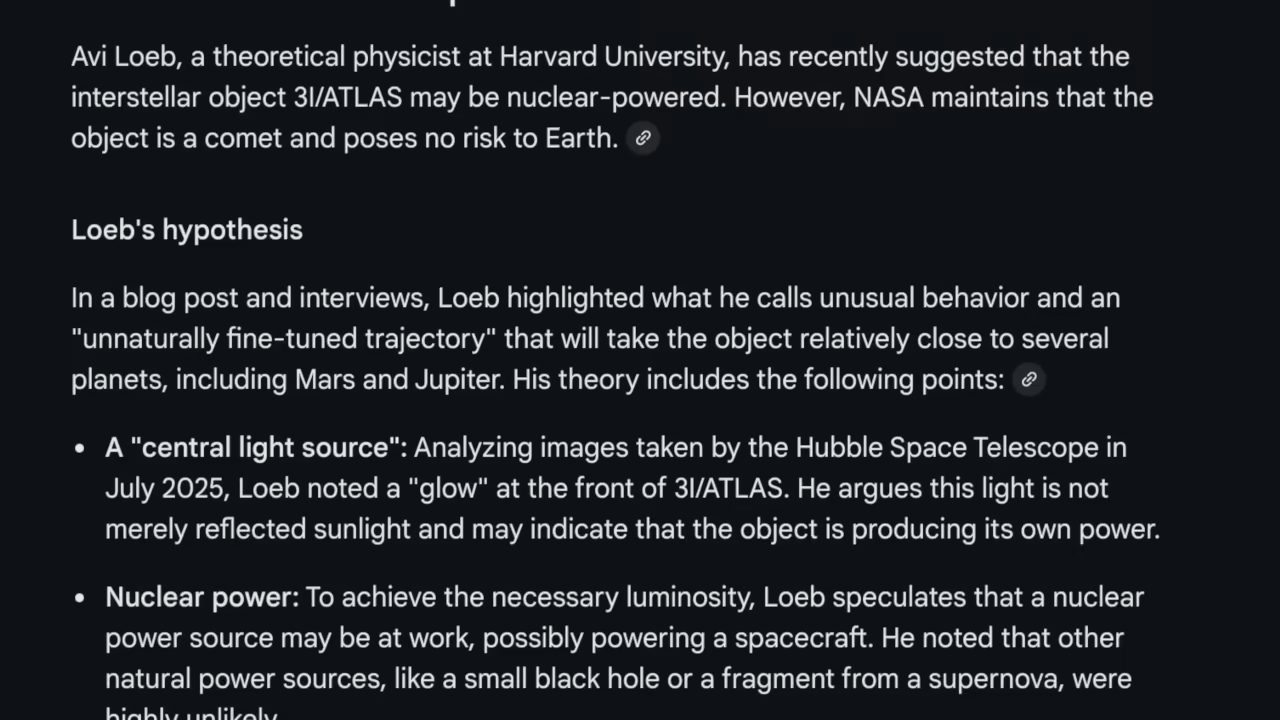 Avi Loeb, a theoretical physicist at Harvard University, has recently suggested that the
interstellar object 3I/ATLAS may be nuclear-powered. However, NASA maintains that the
object is a comet and poses no risk to Earth.
Loeb's hypothesis
In a blog post and interviews, Loeb highlighted what he calls unusual behavior and an
"unnaturally fine-tuned trajectory" that will take the object relatively close to several
planets, including Mars and Jupiter. His theory includes the following points:
• A "central light source": Analyzing images taken by the Hubble Space Telescope in
July 2025, Loeb noted a "glow" at the front of 3I/ATLAS. He argues this light is not
merely reflected sunlight and may indicate that the object is producing its own power.
• Nuclear power: To achieve the necessary luminosity, Loeb speculates that a nuclear
power source may be at work, possibly powering a spacecraft. He noted that other
natural power sources, like a small black hole or a fragment from a supernova, were
highly unlikely.